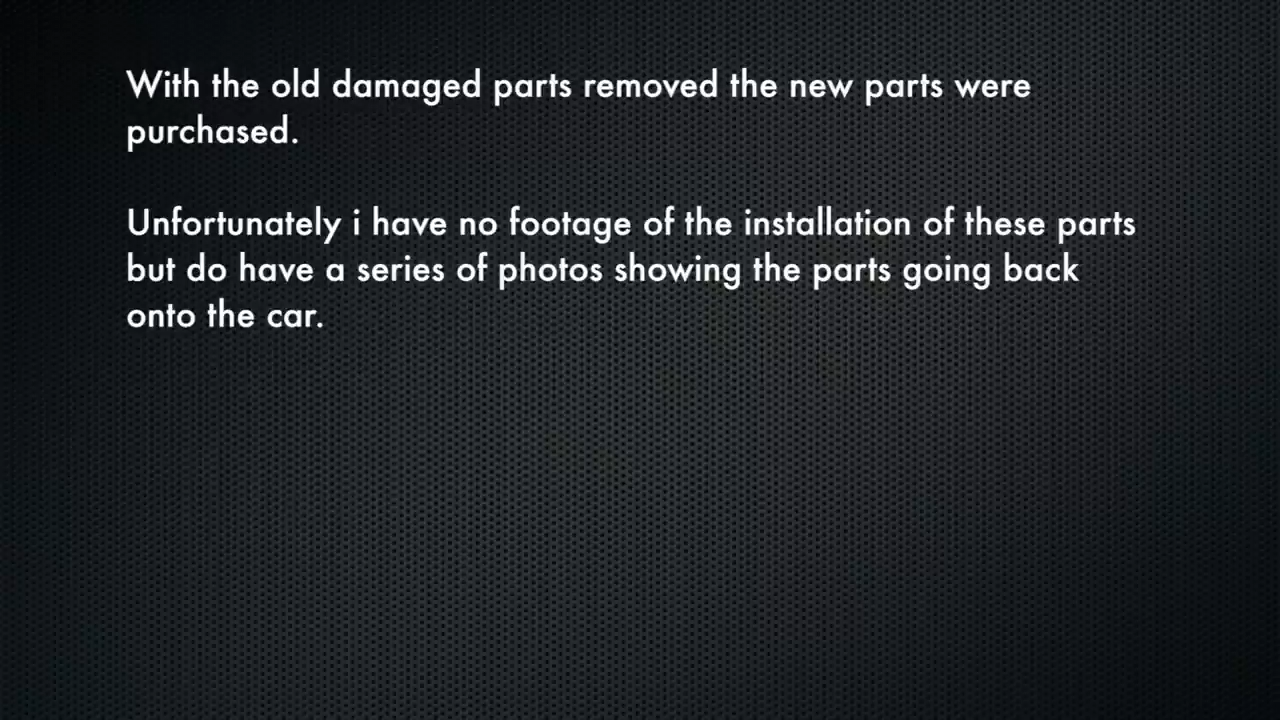 With the old damaged parts removed the new parts were
purchased.
Unfortunately i have no footage of the installation of these parts
but do have a series of photos showing the parts going back
onto the car.